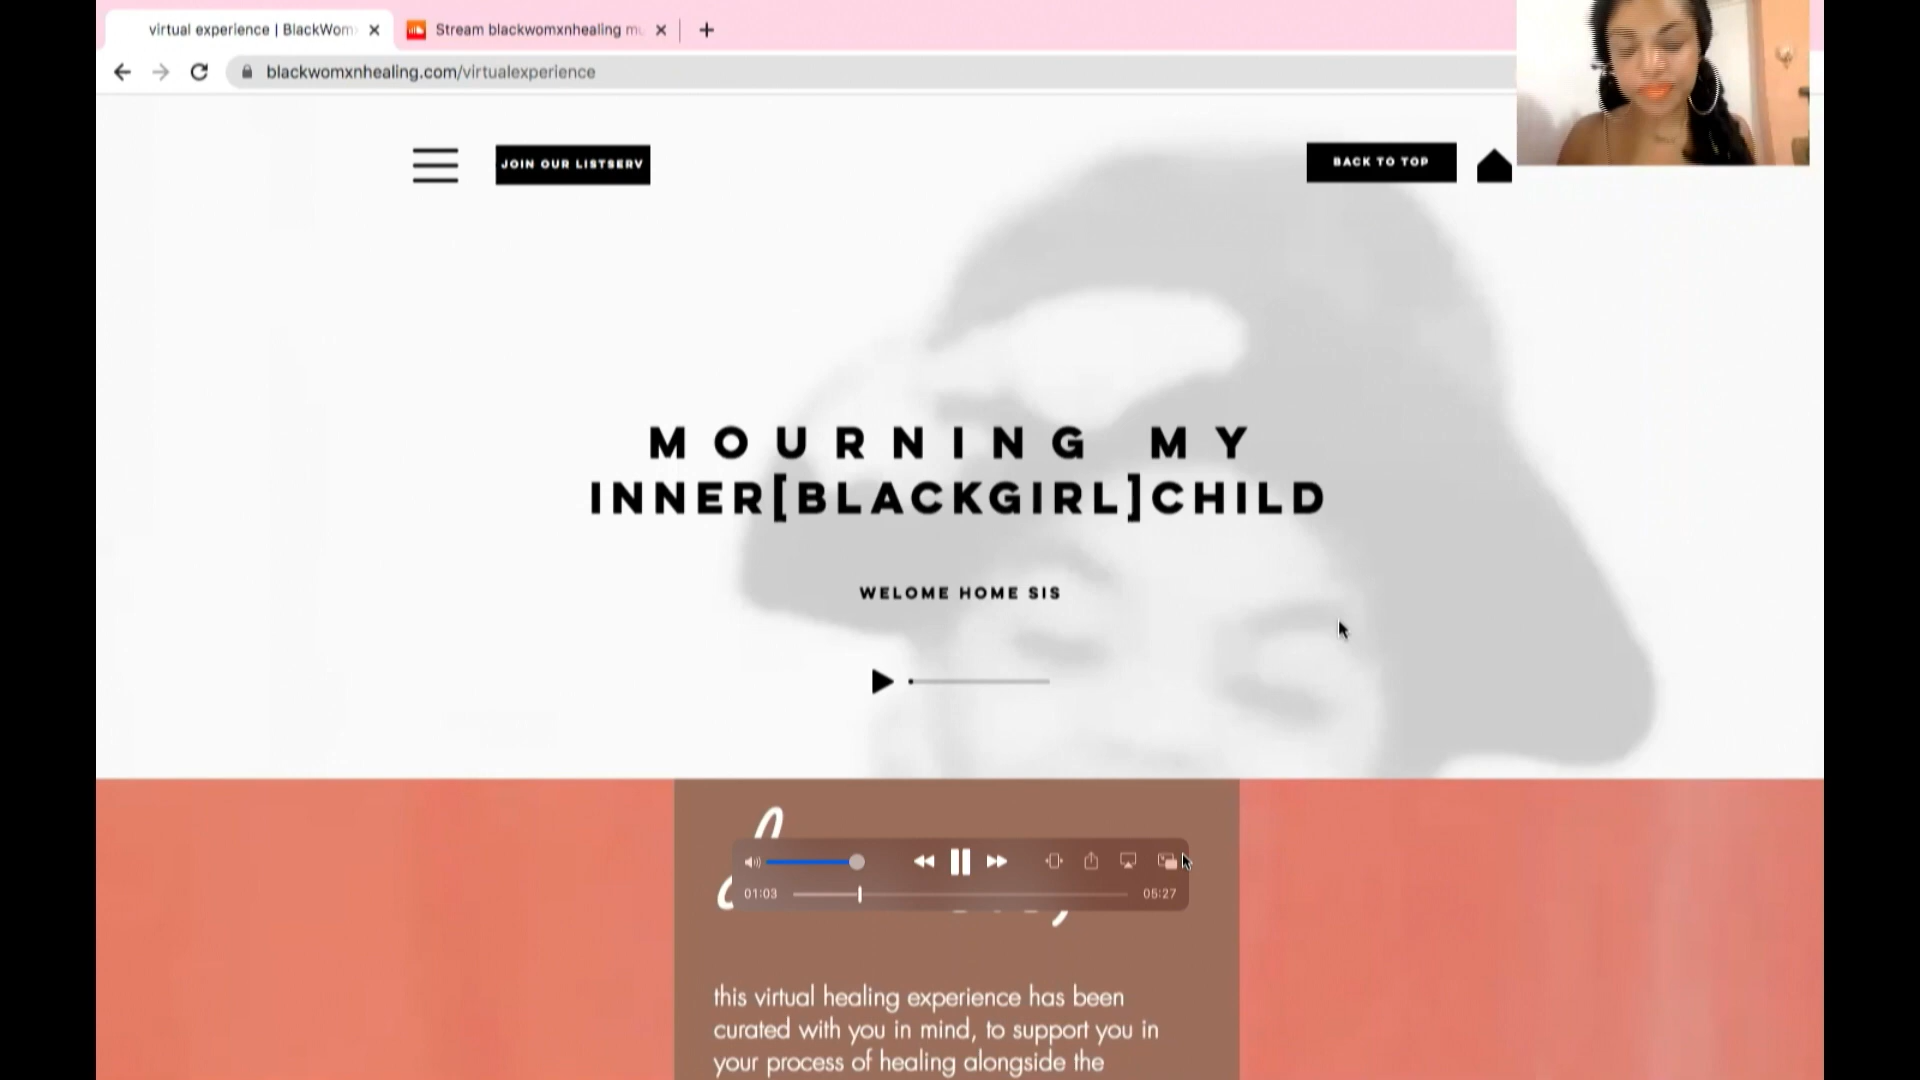 virtual experience | BlackWom
Stream blackwomxnhealing mu
blackwomxnhealing.com/virtualexperience
JOIN OUR LISTSERV
BACK TO TOP
MOURNING MY
INNER[BLACKGIRL]CHILD
WELOME HOME SIS
01:03
05:27
this virtual healing experience has been
curated with you in mind, to support you in
your process of healing alongside the